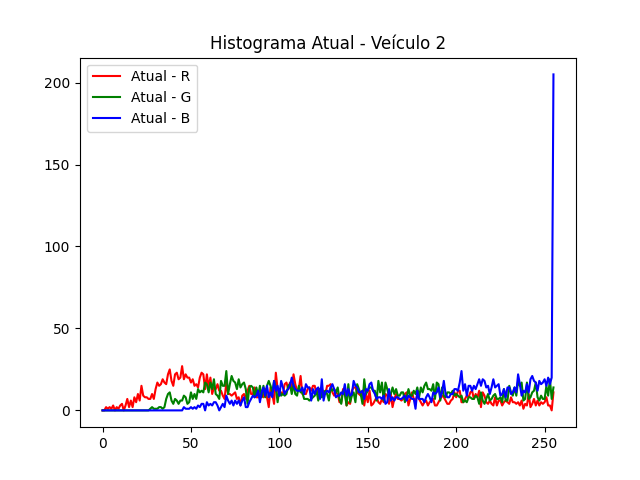 Histograma Atual - Veículo 2
Atual - R
Atual - G
Atual - B
200
150
100
50
0
0 50 100 150 200 250